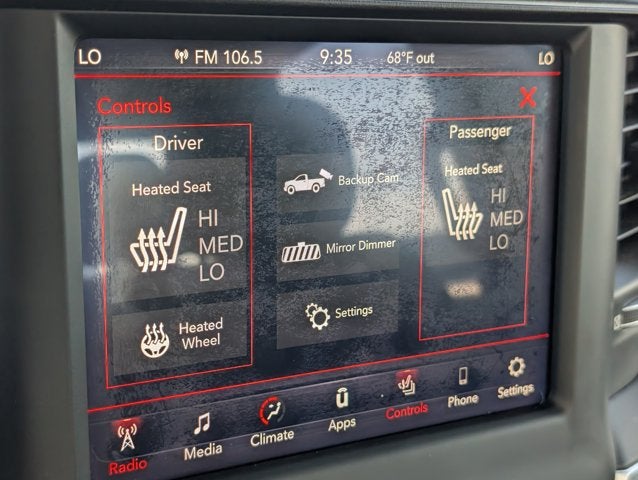 LO FM 106.5 9:35 68°F out LO
Controls
Driver
Heated Seat
HI
MED
LO
Heated
Wheel
Backup Cam
Mirror Dimmer
Settings
Passenger
Heated Seat
HI
MED
LO
Radio Media Climate Apps Controls Phone Settings